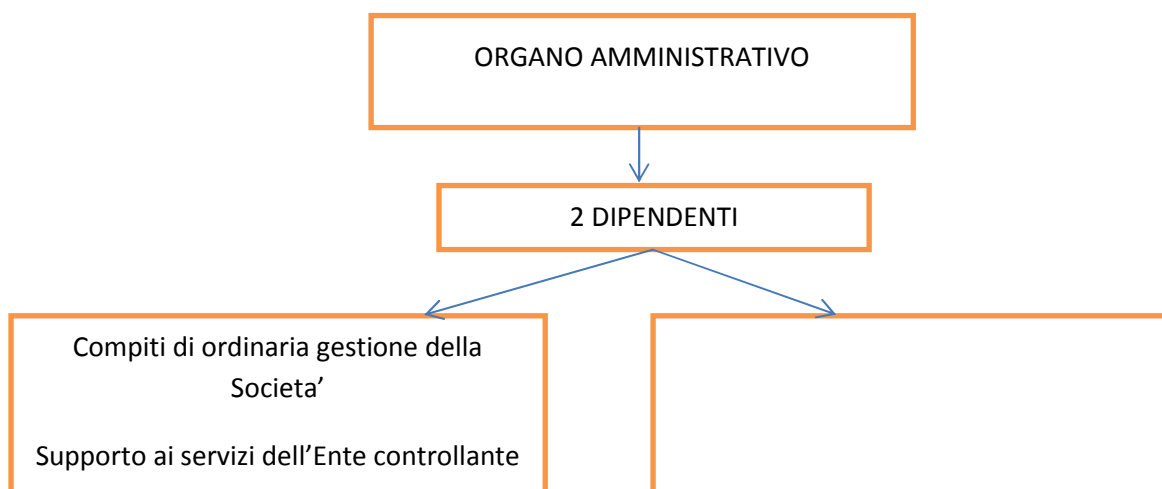 ORGANO AMMINISTRATIVO
2 DIPENDENTI
Compiti di ordinaria gestione della
Societa’
Supporto ai servizi dell’Ente controllante